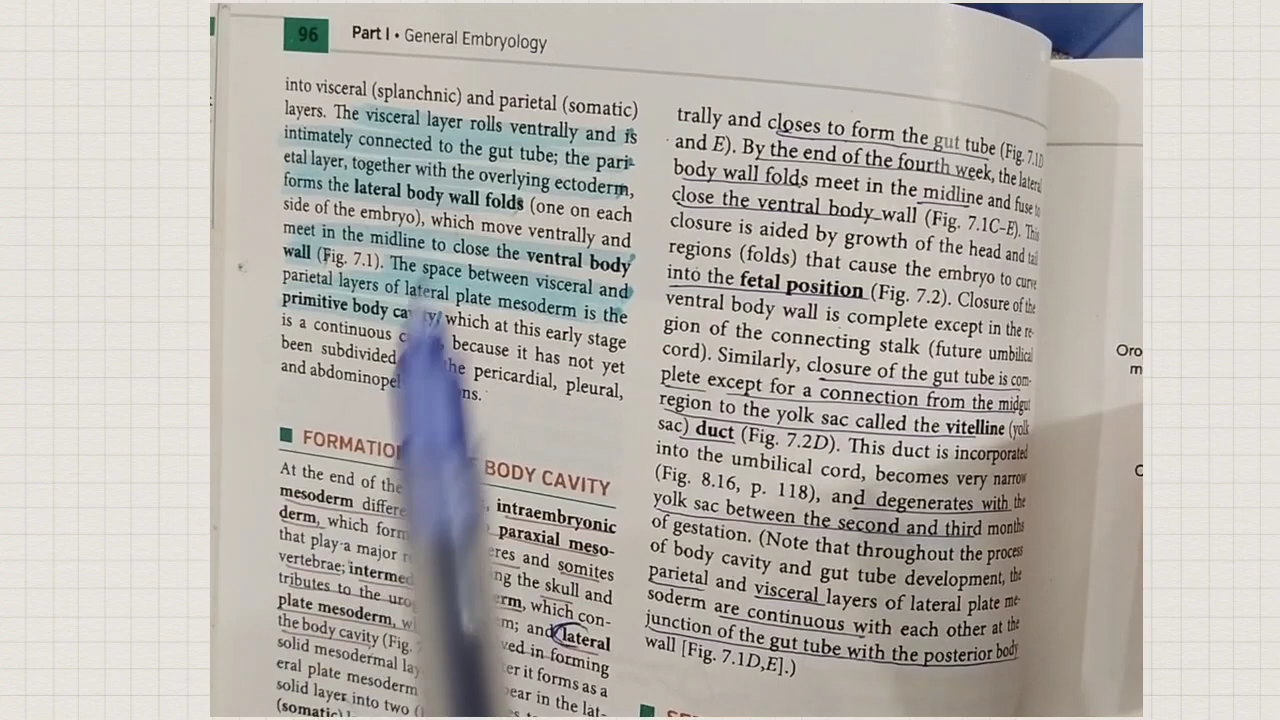 96 Part I • General Embryology
into visceral (splanchnic) and parietal (somatic)
layers. The visceral layer rolls ventrally and is
intimately connected to the gut tube; the pari-
etal layer, together with the overlying ectoderm,
forms the lateral body wall folds (one on each
side of the embryo), which move ventrally and
meet in the midline to close the ventral body
wall (Fig. 7.1). The space between visceral and
parietal layers of lateral plate mesoderm is the
primitive body cavity, which at this early stage
is a continuous because it has not yet
been subdivided the pericardial, pleural,
and
FORMATION BODY CAVITY
At the end of the intraembryonic
mesoderm paraxial meso-
derm, which and somites
that play a major the skull and
vertebrae; which con-
tributes to the and lateral
plate mesoderm, in forming
the body cavity (Fig. it forms as a
solid mesodermal in the lat-
eral plate mesoderm
solid layer into two
(somatic)
trally and closes to form the gut tube (Fig. 7.1D
and E). By the end of the fourth week, the lateral
body wall folds meet in the midline and fuse to
close the ventral body wall (Fig. 7.1C–E). This
closure is aided by growth of the head and tail
regions (folds) that cause the embryo to curve
into the fetal position (Fig. 7.2). Closure of the
ventral body wall is complete except in the re-
gion of the connecting stalk (future umbilical
cord). Similarly, closure of the gut tube is com-
plete except for a connection from the midgut
region to the yolk sac called the vitelline (yolk
sac) duct (Fig. 7.2D). This duct is incorporated
into the umbilical cord, becomes very narrow
(Fig. 8.16, p. 118), and degenerates with the
yolk sac between the second and third months
of gestation. (Note that throughout the process
of body cavity and gut tube development, the
parietal and visceral layers of lateral plate me-
soderm are continuous with each other at the
junction of the gut tube with the posterior body
wall [Fig. 7.1D,E].)
Oro
m